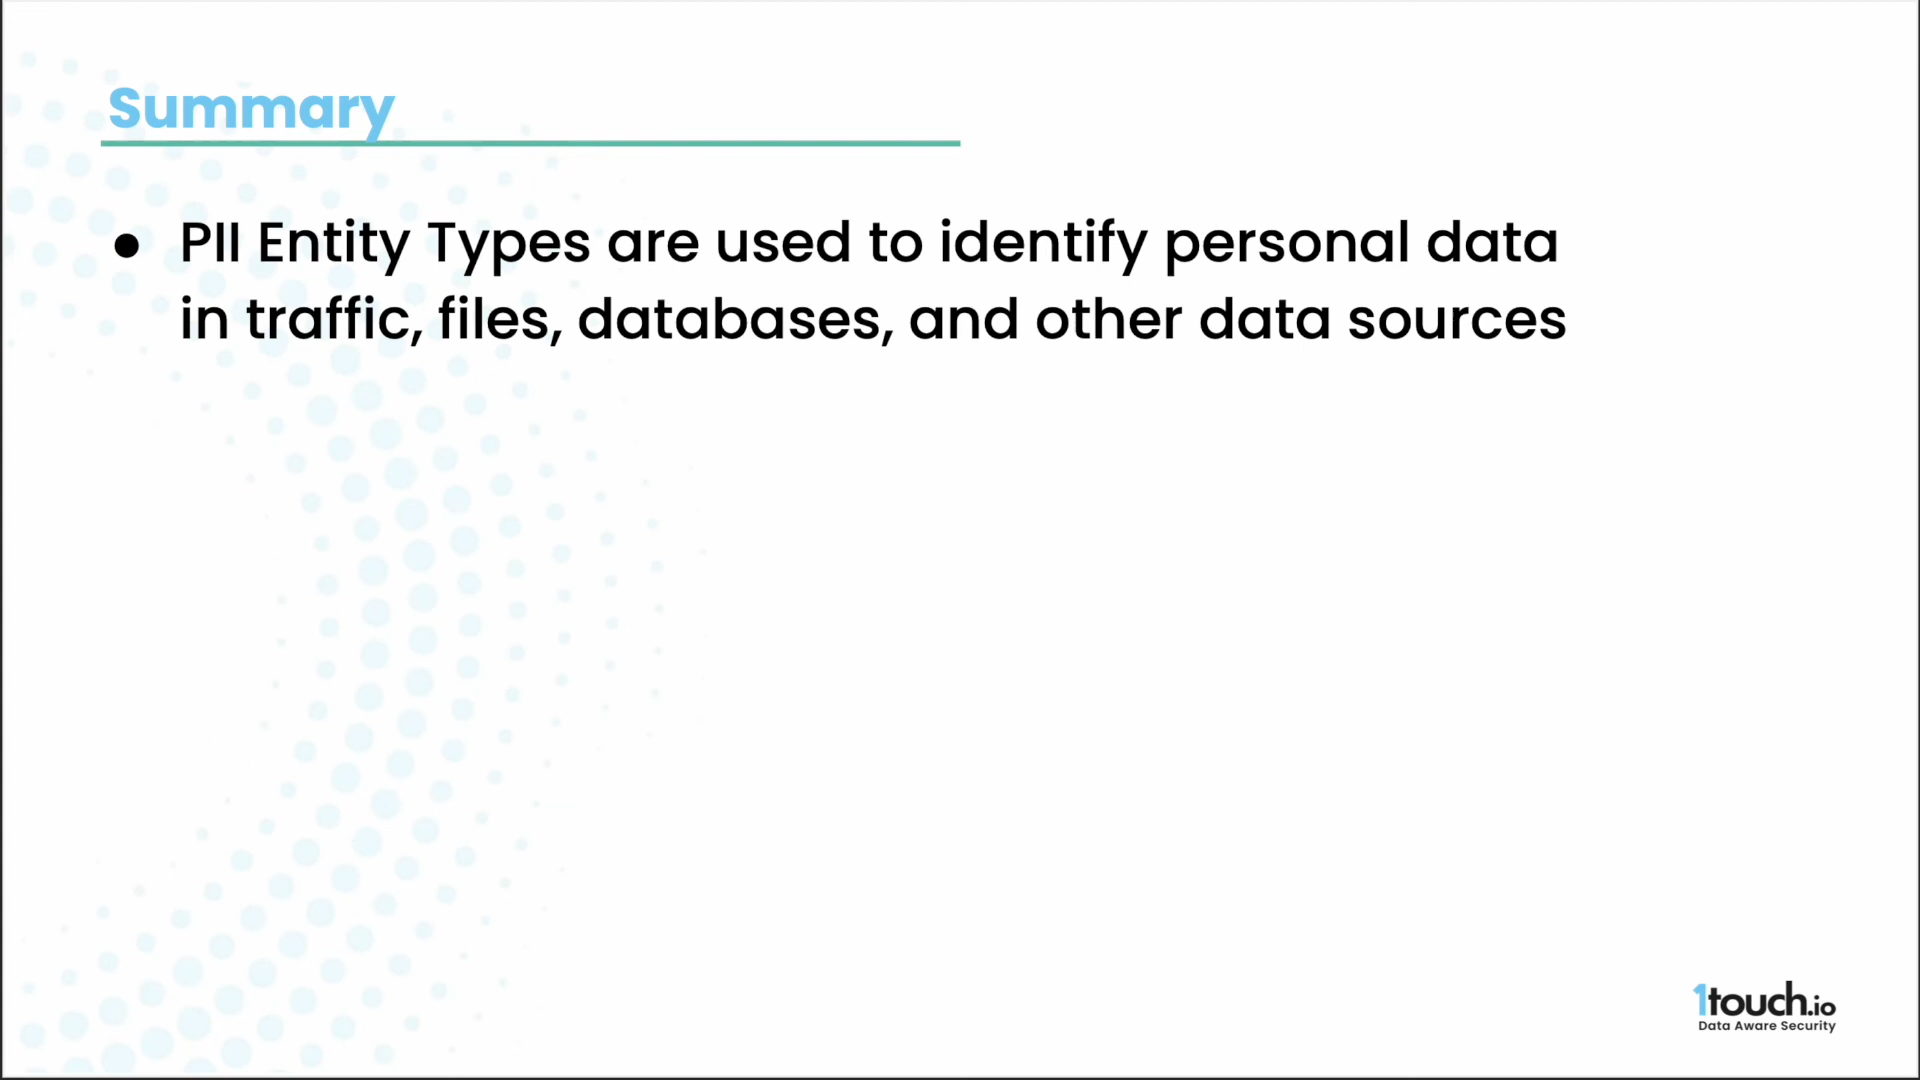 Summary
● PII Entity Types are used to identify personal data
in traffic, files, databases, and other data sources
1touch.io
Data Aware Security